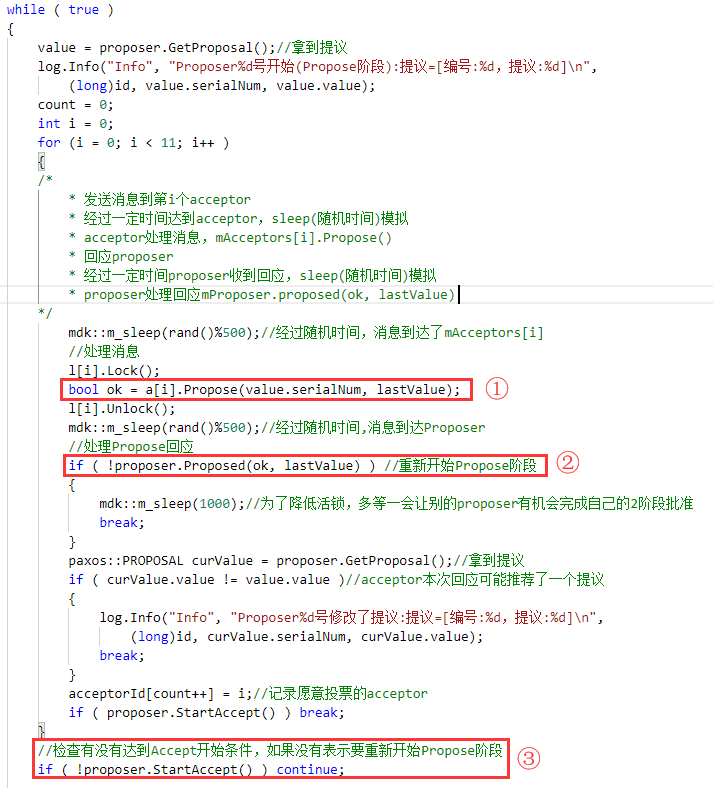 while ( true )
{
value = proposer.GetProposal();//拿到提议
log.Info("Info", "Proposer%d号开始(Propose阶段):提议=[编号:%d，提议:%d]\n",
(long)id, value.serialNum, value.value);
count = 0;
int i = 0;
for (i = 0; i < 11; i++ )
{
/*
* 发送消息到第i个acceptor
* 经过一定时间达到acceptor，sleep(随机时间)模拟
* acceptor处理消息，mAcceptors[i].Propose()
* 回应proposer
* 经过一定时间proposer收到回应，sleep(随机时间)模拟
* proposer处理回应mProposer.proposed(ok, lastValue)
*/
mdk::m_sleep(rand()%500);//经过随机时间，消息到达了mAcceptors[i]
//处理消息
l[i].Lock();
bool ok = a[i].Propose(value.serialNum, lastValue); ①
l[i].Unlock();
mdk::m_sleep(rand()%500);//经过随机时间,消息到达Proposer
//处理Propose回应
if ( !proposer.Proposed(ok, lastValue) ) //重新开始Propose阶段 ②
{
mdk::m_sleep(1000);//为了降低活锁，多等一会让别的proposer有机会完成自己的2阶段批准
break;
}
paxos::PROPOSAL curValue = proposer.GetProposal();//拿到提议
if ( curValue.value != value.value )//acceptor本次回应可能推荐了一个提议
{
log.Info("Info", "Proposer%d号修改了提议:提议=[编号:%d，提议:%d]\n",
(long)id, curValue.serialNum, curValue.value);
break;
}
acceptorId[count++] = i;//记录愿意投票的acceptor
if ( proposer.StartAccept() ) break;
}
//检查有没有达到Accept开始条件，如果没有表示要重新开始Propose阶段
if ( !proposer.StartAccept() ) continue; ③